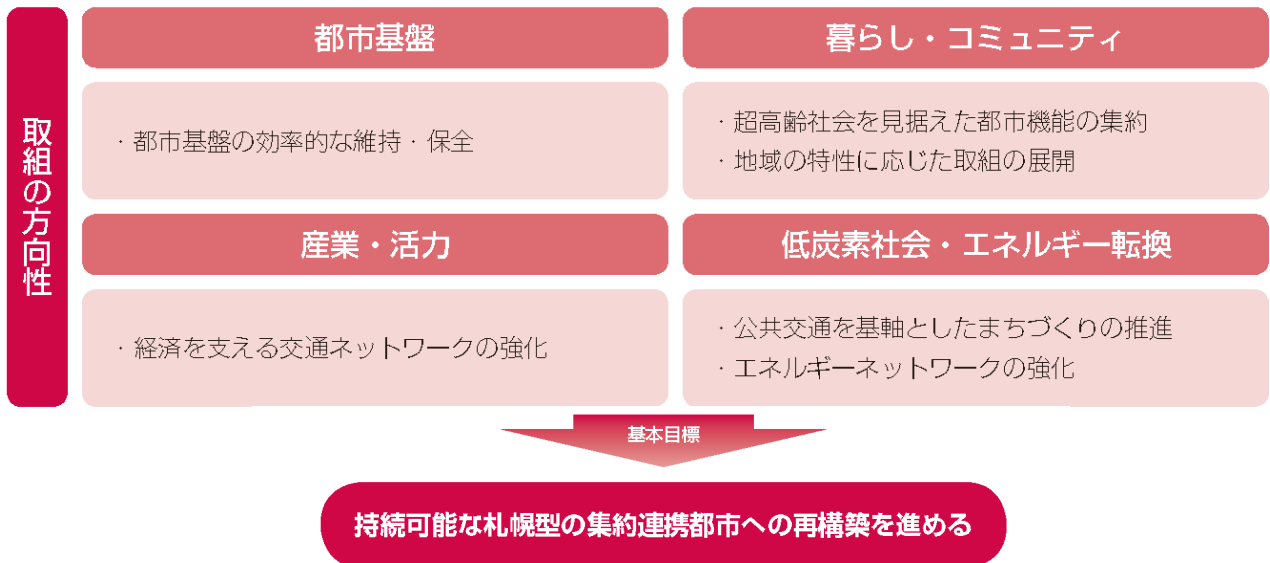 取組の方向性
都市基盤
・都市基盤の効率的な維持・保全
暮らし・コミュニティ
・超高齢社会を見据えた都市機能の集約
・地域の特性に応じた取組の展開
産業・活力
・経済を支える交通ネットワークの強化
低炭素社会・エネルギー転換
・公共交通を基軸としたまちづくりの推進
・エネルギーネットワークの強化
基本目標
持続可能な札幌型の集約連携都市への再構築を進める